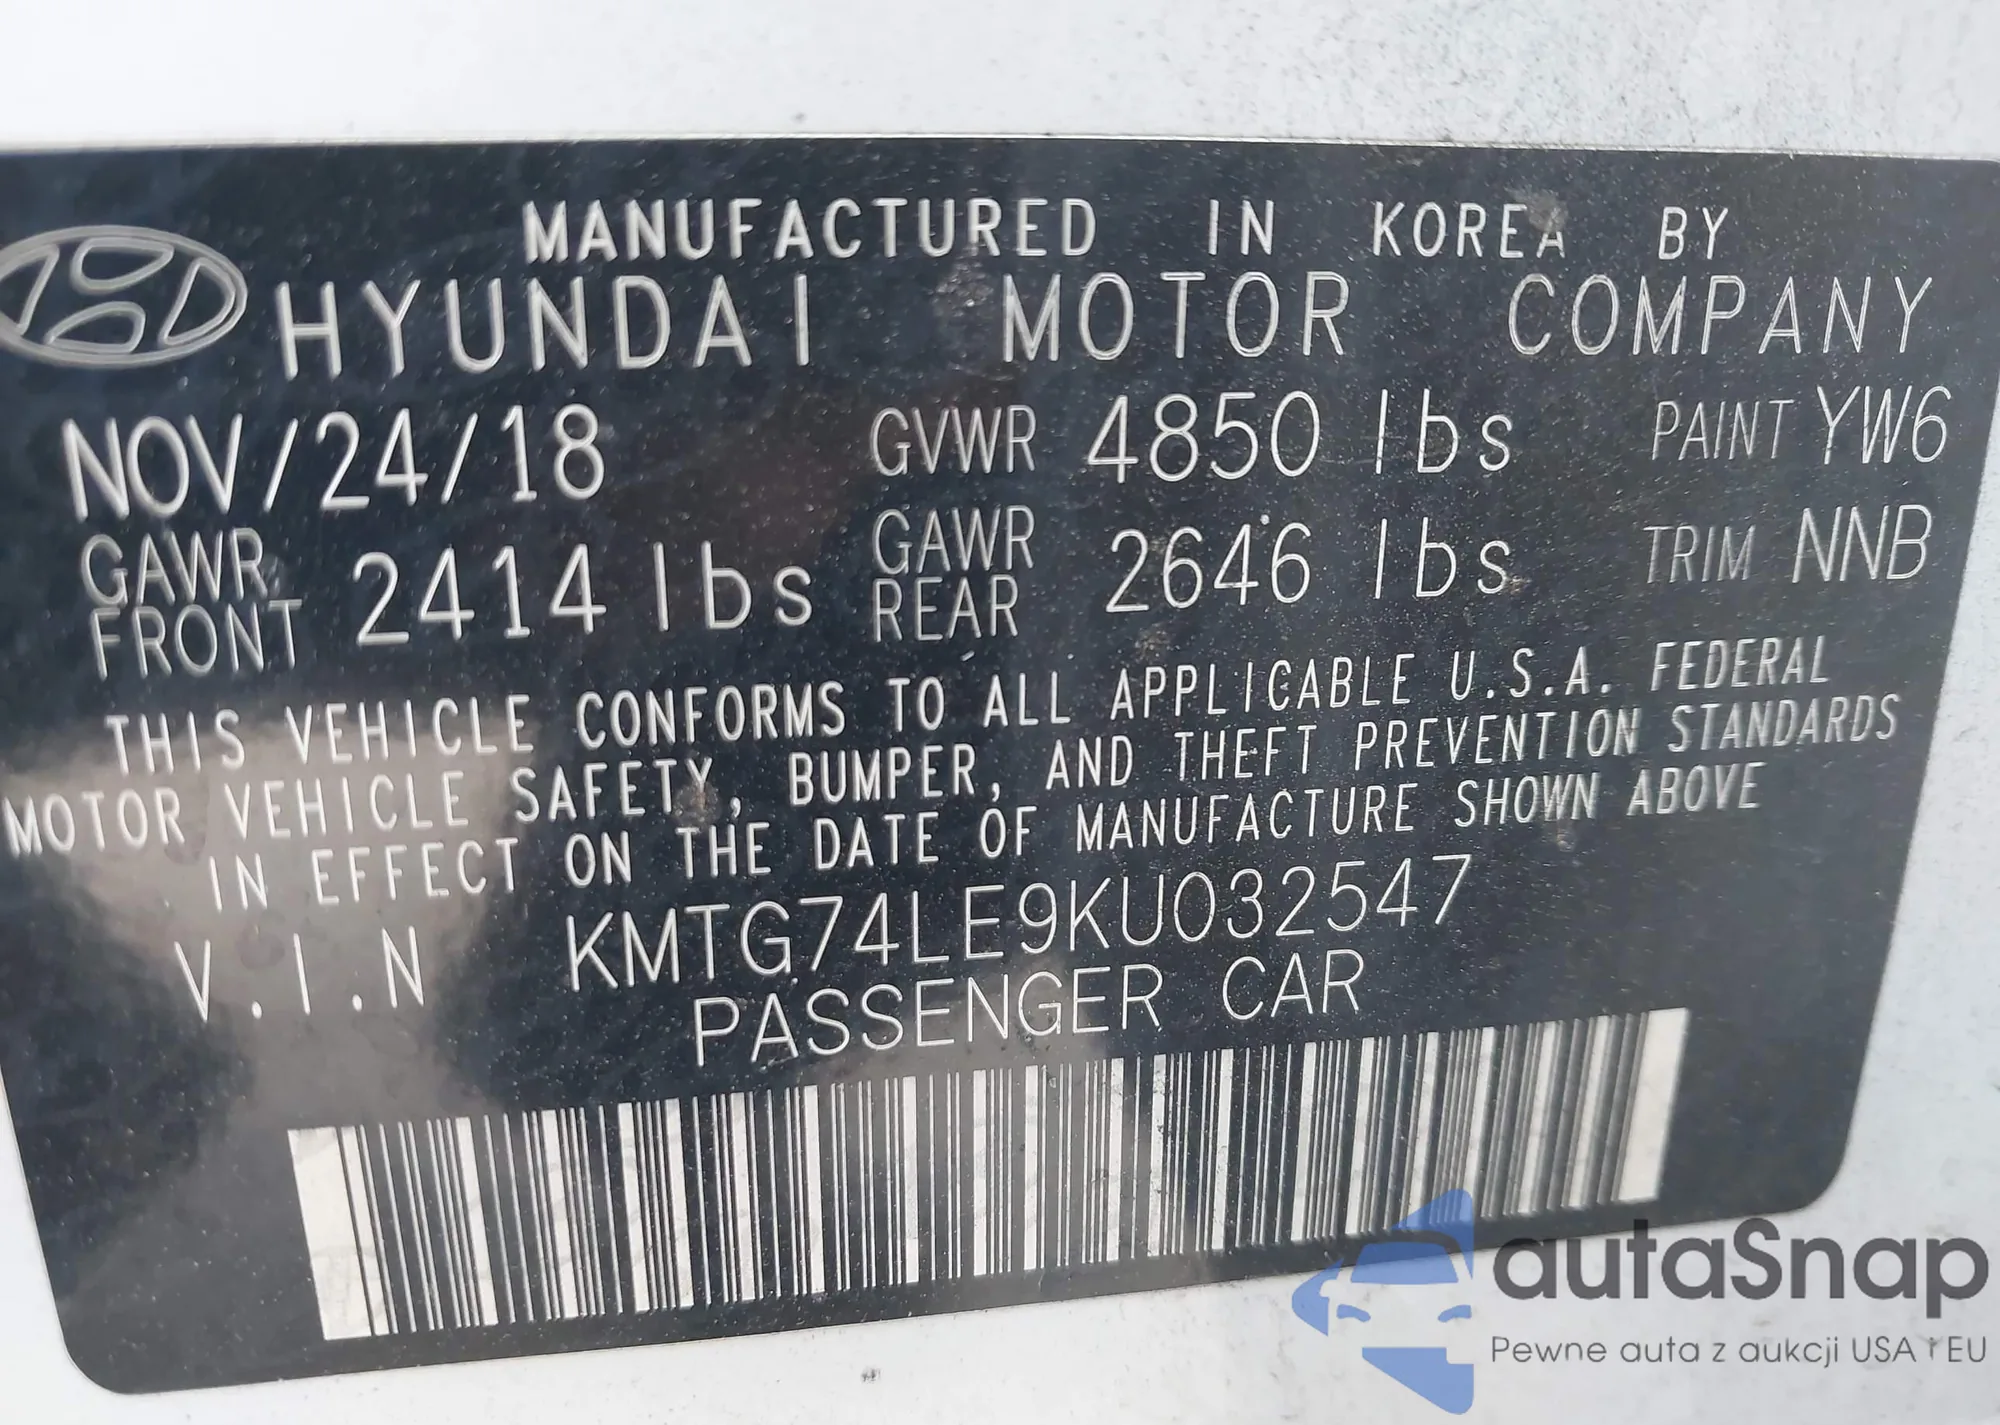 MANUFACTURED IN KOREA BY
HYUNDAI MOTOR COMPANY
NOV/24/18 GVWR 4850 lbs PAINT YW6
GAWR FRONT 2414 lbs GAWR REAR 2646 lbs TRIM NNB
THIS VEHICLE CONFORMS TO ALL APPLICABLE U.S.A. FEDERAL
MOTOR VEHICLE SAFETY, BUMPER, AND THEFT PREVENTION STANDARDS
IN EFFECT ON THE DATE OF MANUFACTURE SHOWN ABOVE
V.I.N KMTG74LE9KU032547
PASSENGER CAR
autaSnap
Pewne auta z aukcji USA i EU